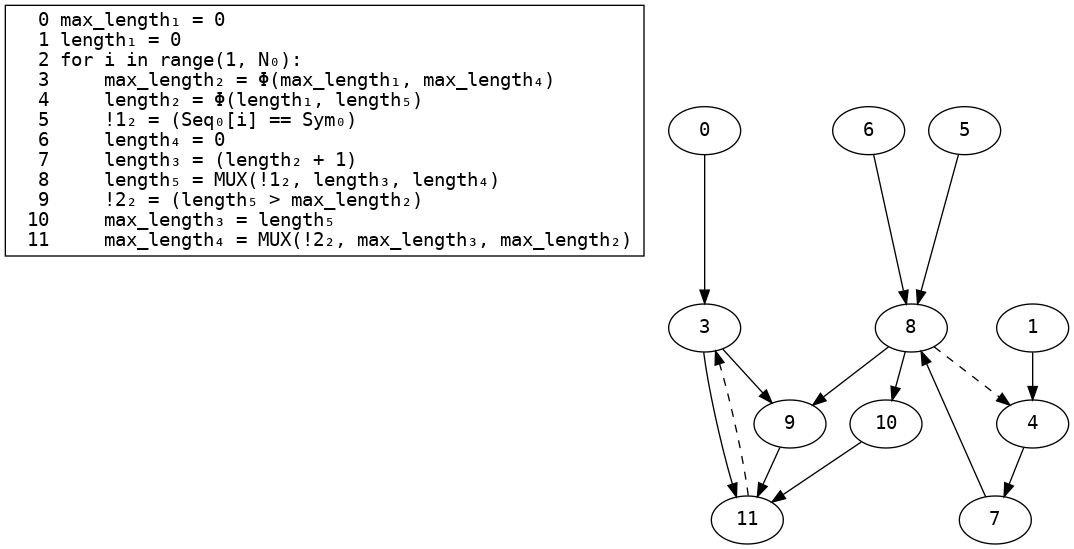 0 max_length₁ = 0
1 length₁ = 0
2 for i in range(1, N₀):
3     max_length₂ = Φ(max_length₁, max_length₄)
4     length₂ = Φ(length₁, length₅)
5     !1₂ = (Seq₀[i] == Sym₀)
6     length₄ = 0
7     length₃ = (length₂ + 1)
8     length₅ = MUX(!1₂, length₃, length₄)
9     !2₂ = (length₅ > max_length₂)
10     max_length₃ = length₅
11     max_length₄ = MUX(!2₂, max_length₃, max_length₂)
0 6 5
3 8 1
9 10 4
11 7